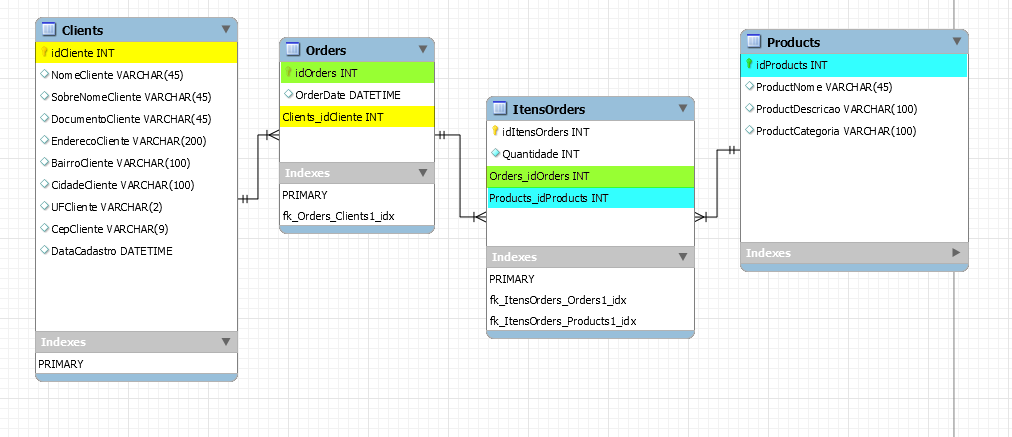 Clients
idCliente INT
NomeCliente VARCHAR(45)
SobreNomeCliente VARCHAR(45)
DocumentoCliente VARCHAR(45)
EnderecoCliente VARCHAR(200)
BairroCliente VARCHAR(100)
CidadeCliente VARCHAR(100)
UFCliente VARCHAR(2)
CepCliente VARCHAR(9)
DataCadastro DATETIME
Indexes
PRIMARY
Orders
idOrders INT
OrderDate DATETIME
Clients_idCliente INT
Indexes
PRIMARY
fk_Orders_Clients1_idx
ItensOrders
idItensOrders INT
Quantidade INT
Orders_idOrders INT
Products_idProducts INT
Indexes
PRIMARY
fk_ItensOrders_Orders1_idx
fk_ItensOrders_Products1_idx
Products
idProducts INT
ProductNome VARCHAR(45)
ProductDescricao VARCHAR(100)
ProductCategoria VARCHAR(100)
Indexes